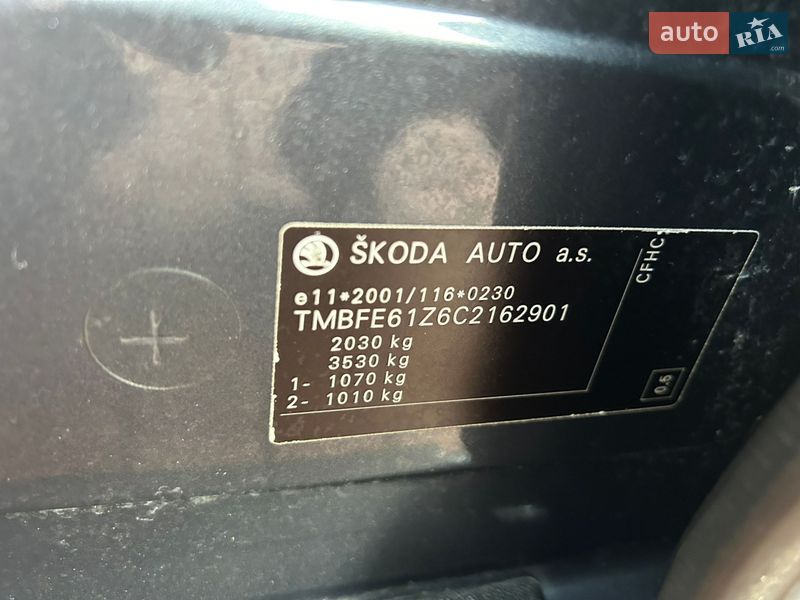 auto RIA
.com
ŠKODA AUTO a.s.
CFHC
e11*2001/116*0230
TMBFE61Z6C2162901
2030 kg
3530 kg
1- 1070 kg
2- 1010 kg
0.5